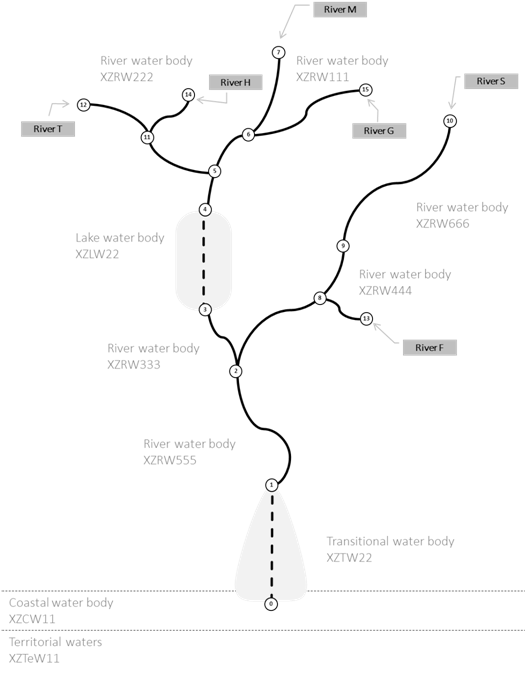 River M
7
River water body
XZRW111
River water body
XZRW222
14
River H
12
River T
11
15
River G
6
River S
10
5
4
River water body
XZRW666
Lake water body
XZLW22
9
River water body
XZRW444
8
13
River F
3
River water body
XZRW333
2
River water body
XZRW555
1
Transitional water body
XZTW22
Coastal water body
XZCW11
0
Territorial waters
XZTeW11